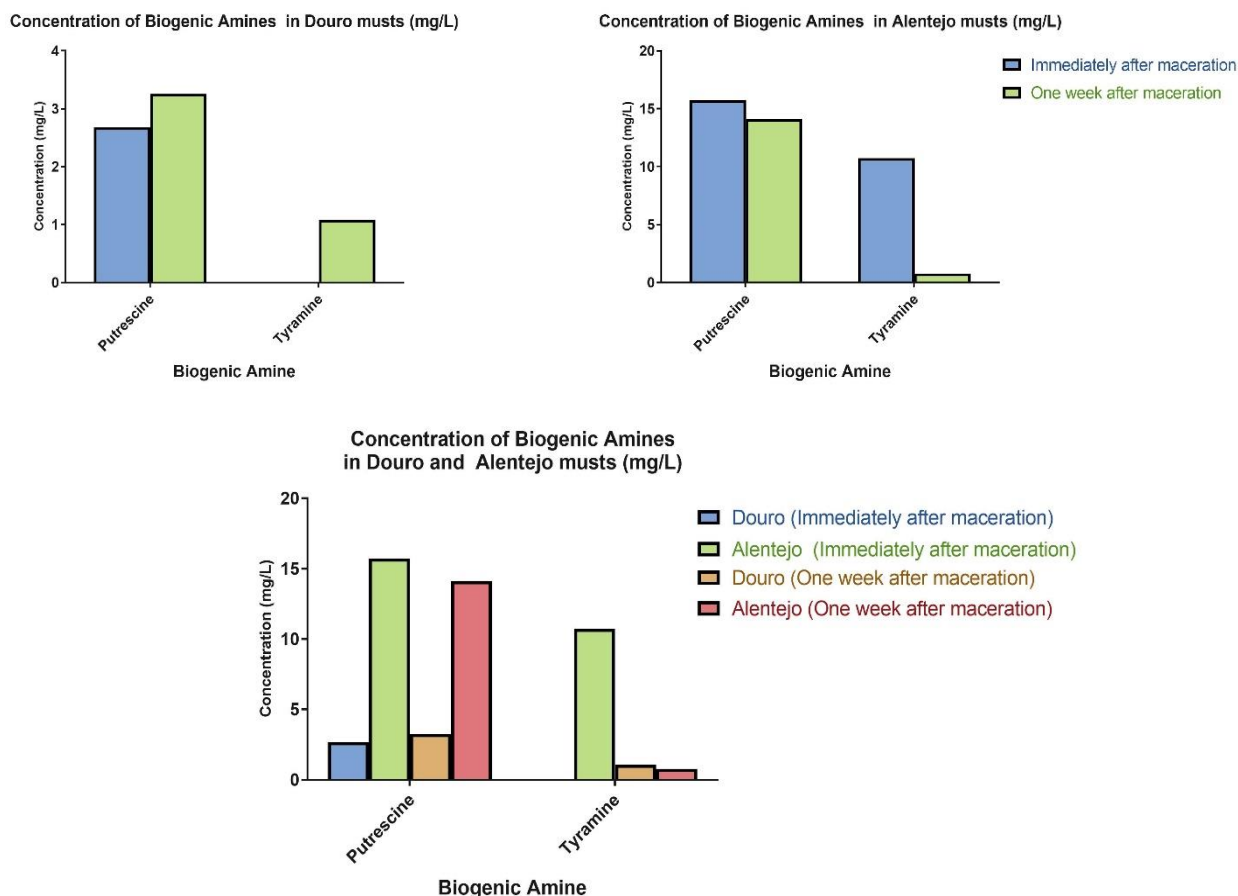 Concentration of Biogenic Amines in Douro musts (mg/L)
4
3
2
1
0
Concentration (mg/L)
Putrescine
Tyramine
Biogenic Amine
Concentration of Biogenic Amines in Alentejo musts (mg/L)
20
15
10
5
0
Concentration (mg/L)
Putrescine
Tyramine
Biogenic Amine
Immediately after maceration
One week after maceration
Concentration of Biogenic Amines
in Douro and Alentejo musts (mg/L)
20
15
10
5
0
Concentration (mg/L)
Putrescine
Tyramine
Biogenic Amine
Douro (Immediately after maceration)
Alentejo (Immediately after maceration)
Douro (One week after maceration)
Alentejo (One week after maceration)